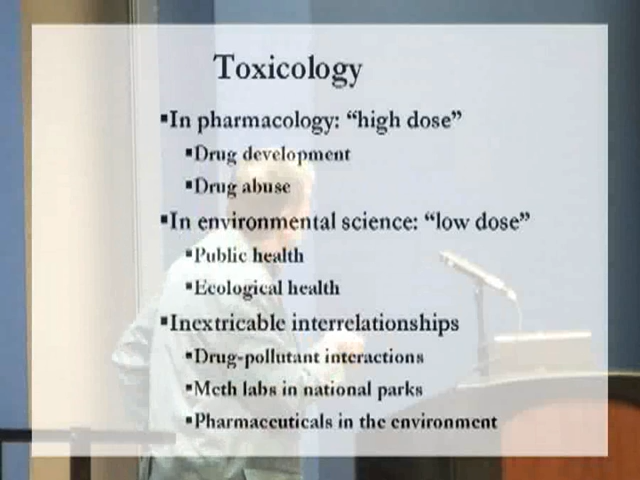 Toxicology
▪In pharmacology: “high dose”
▪Drug development
▪Drug abuse
▪In environmental science: “low dose”
▪Public health
▪Ecological health
▪Inextricable interrelationships
▪Drug-pollutant interactions
▪Meth labs in national parks
▪Pharmaceuticals in the environment